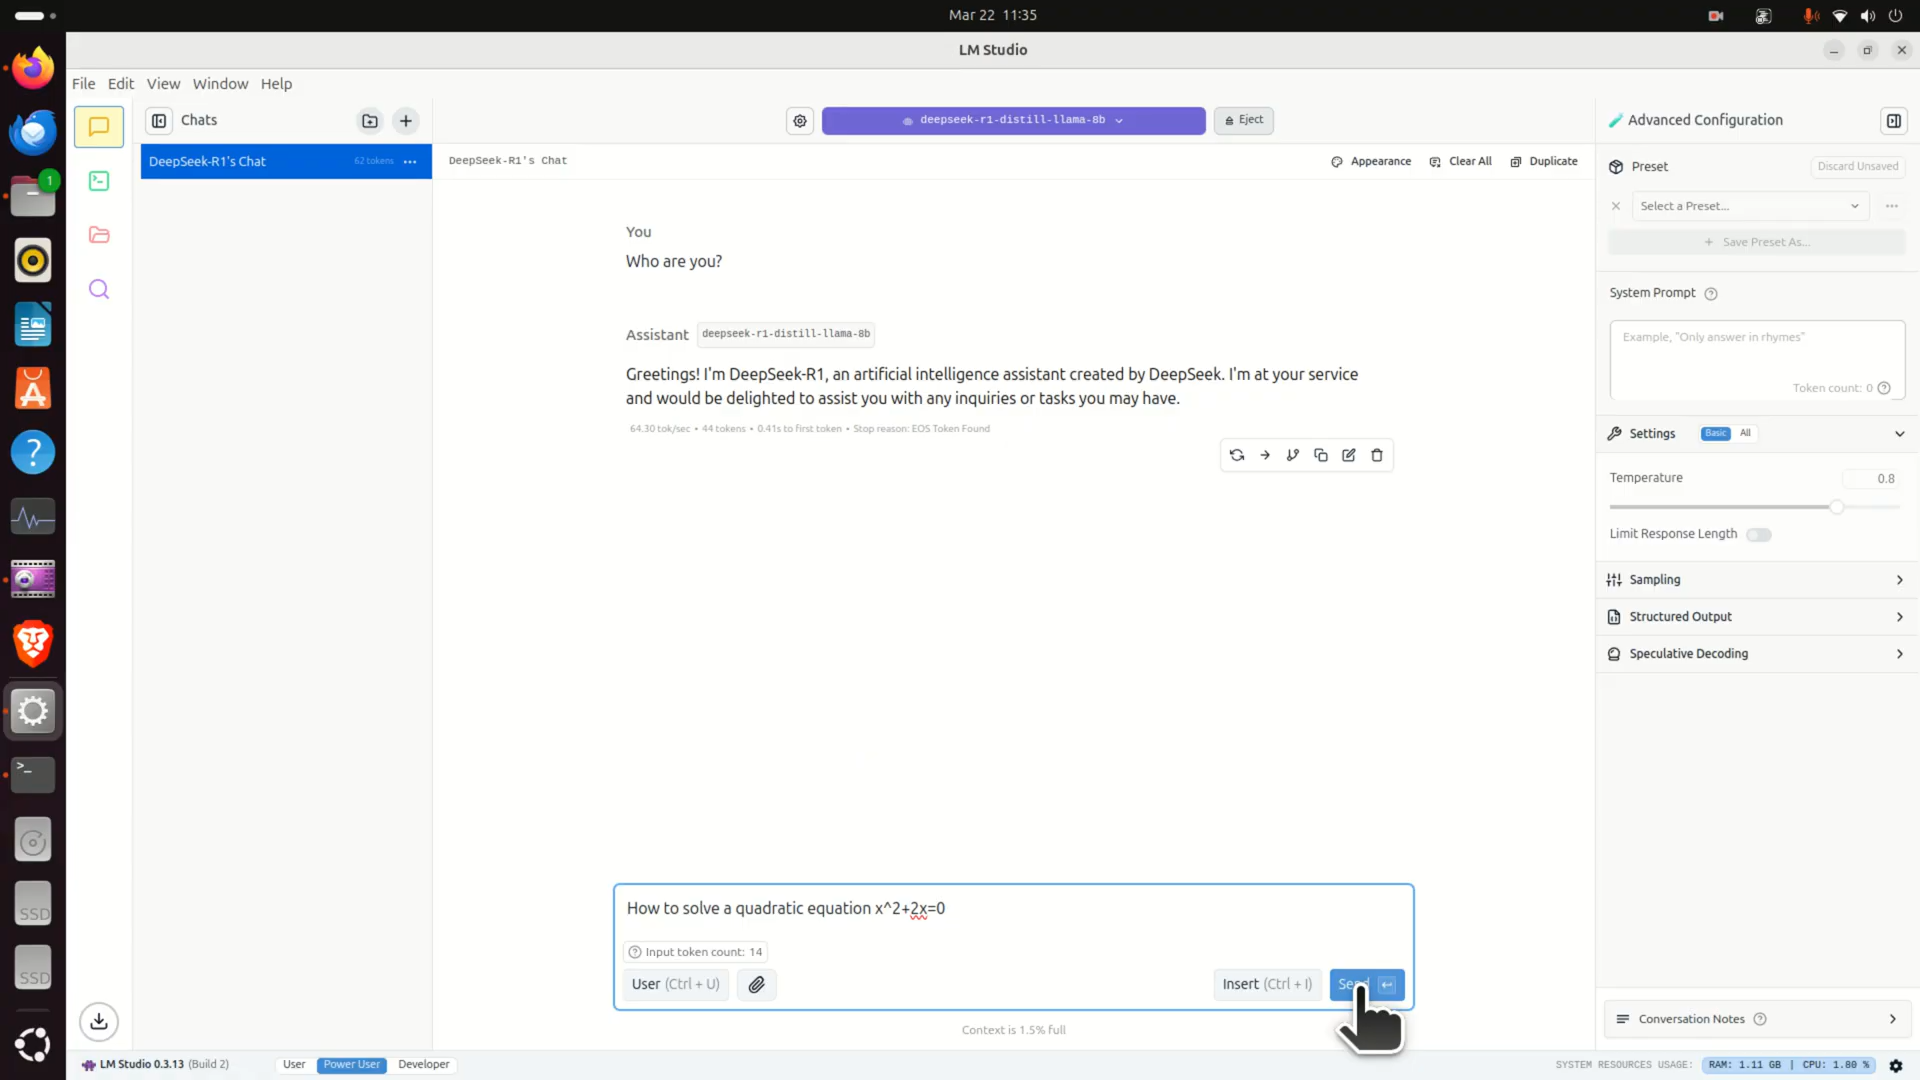 Mar 22 11:35
LM Studio
File Edit View Window Help
1
Chats
deepseek-r1-distill-llama-8b
Eject
Advanced Configuration
DeepSeek-R1's Chat 62 tokens
DeepSeek-R1's Chat
Appearance Clear All Duplicate
Preset Discard Unsaved
Select a Preset...
+ Save Preset As...
You
Who are you?
System Prompt ?
Example, "Only answer in rhymes"
Token count: 0 ?
Assistant deepseek-r1-distill-llama-8b
Greetings! I'm DeepSeek-R1, an artificial intelligence assistant created by DeepSeek. I'm at your service
and would be delighted to assist you with any inquiries or tasks you may have.
64.30 tok/sec • 44 tokens • 0.41s to first token • Stop reason: EOS Token Found
Settings Basic All
Temperature 0.8
Limit Response Length
Sampling
Structured Output
Speculative Decoding
How to solve a quadratic equation x^2+2x=0
? Input token count: 14
User (Ctrl + U)
Insert (Ctrl + I)
Context is 1.5% full
SSD
SSD
Conversation Notes ?
LM Studio 0.3.13 (Build 2) User Power User Developer
SYSTEM RESOURCES USAGE: RAM: 1.11 GB | CPU: 1.80 %